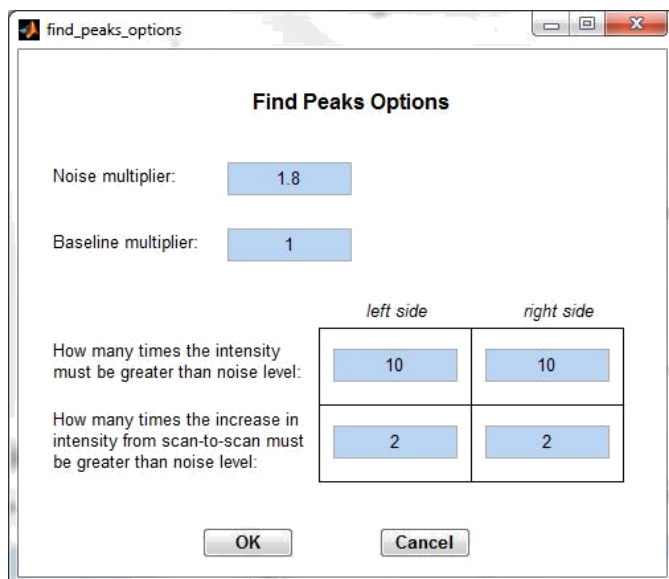 find_peaks_options
Find Peaks Options
Noise multiplier:
1.8
Baseline multiplier:
1
left side
right side
How many times the intensity
must be greater than noise level:
10
10
How many times the increase in
intensity from scan-to-scan must
be greater than noise level:
2
2
OK
Cancel